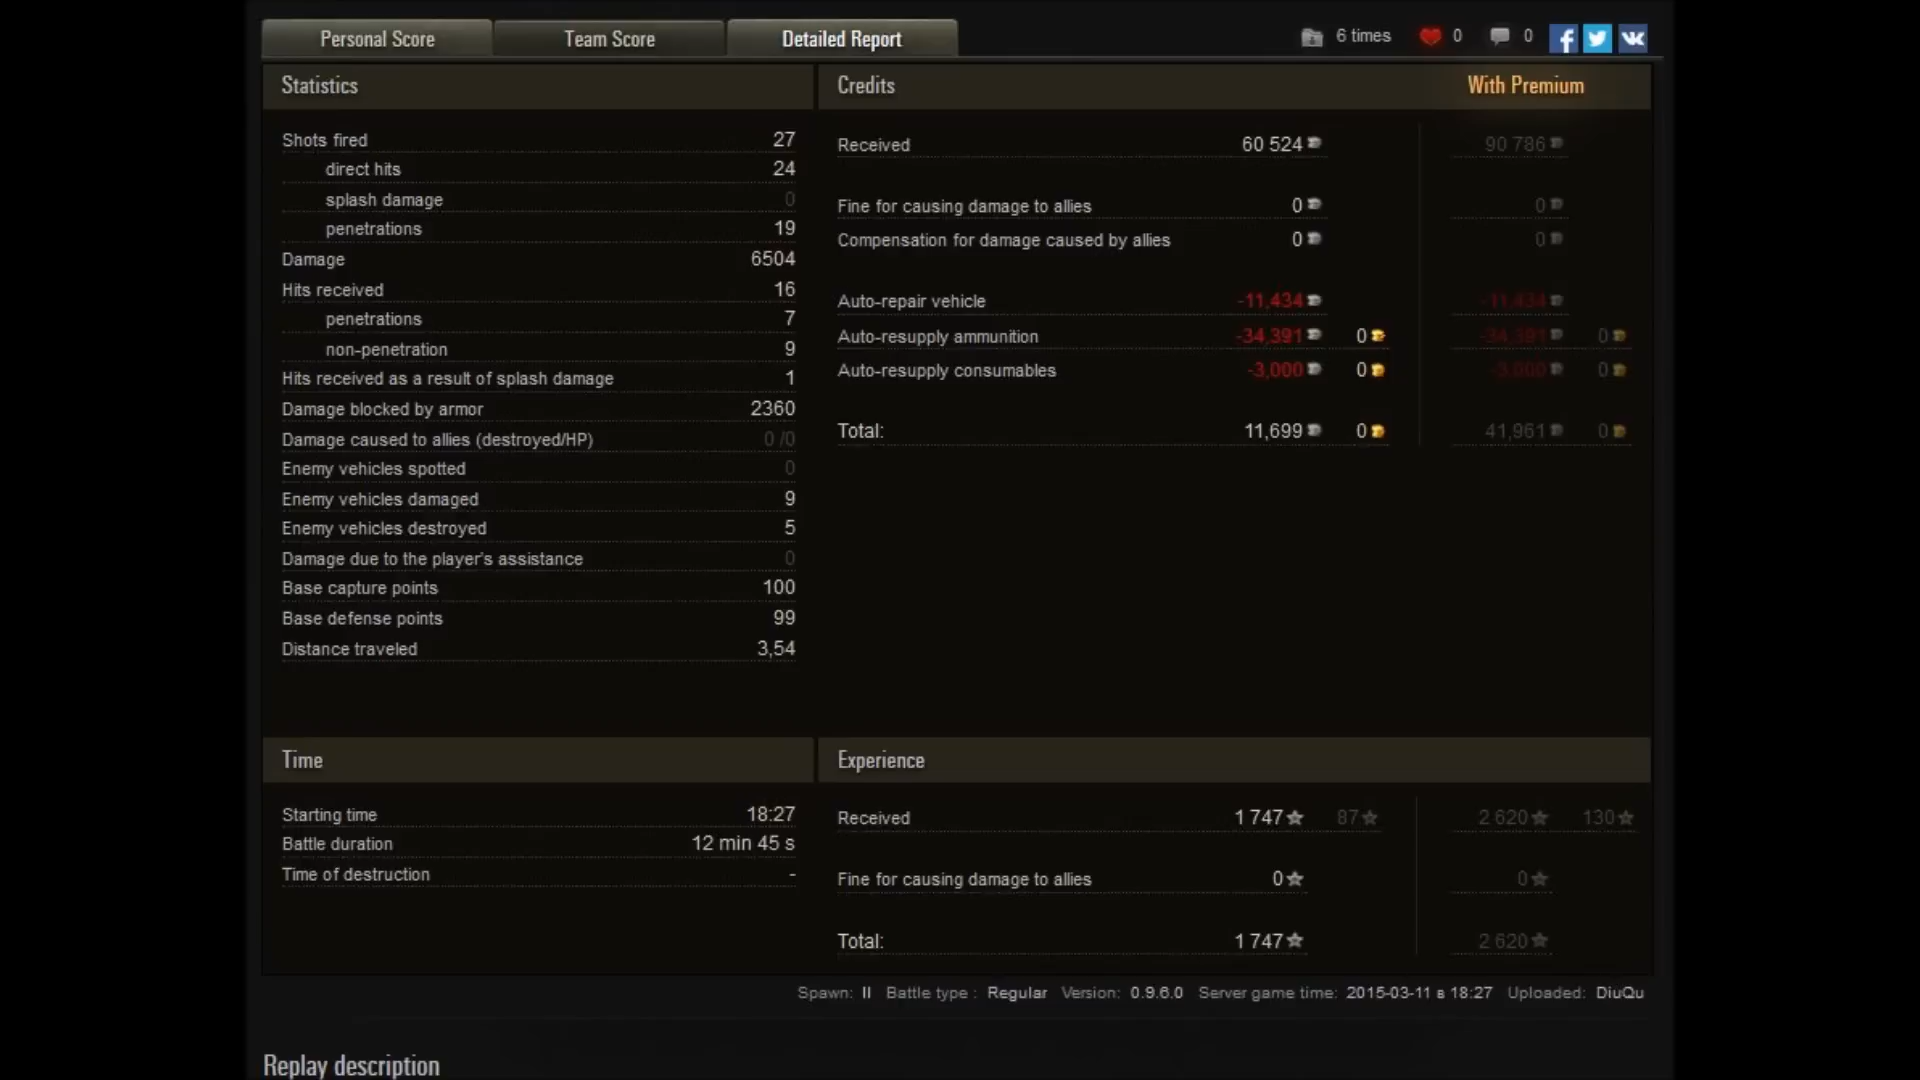 Personal Score Team Score Detailed Report 6 times 0 0
Statistics
Shots fired 27
direct hits 24
splash damage 0
penetrations 19
Damage 6504
Hits received 16
penetrations 7
non-penetration 9
Hits received as a result of splash damage 1
Damage blocked by armor 2360
Damage caused to allies (destroyed/HP) 0 /0
Enemy vehicles spotted 0
Enemy vehicles damaged 9
Enemy vehicles destroyed 5
Damage due to the player's assistance 0
Base capture points 100
Base defense points 99
Distance traveled 3,54
Credits With Premium
Received 60 524 90 786
Fine for causing damage to allies 0 0
Compensation for damage caused by allies 0 0
Auto-repair vehicle -11,434 -11,434
Auto-resupply ammunition -34,391 0 -34,391 0
Auto-resupply consumables -3,000 0 -3,000 0
Total: 11,699 0 41,961 0
Time
Starting time 18:27
Battle duration 12 min 45 s
Time of destruction -
Experience
Received 1 747 87 2 620 130
Fine for causing damage to allies 0 0
Total: 1 747 2 620
Spawn: II Battle type : Regular Version: 0.9.6.0 Server game time: 2015-03-11 в 18:27 Uploaded: DiuQu
Replay description